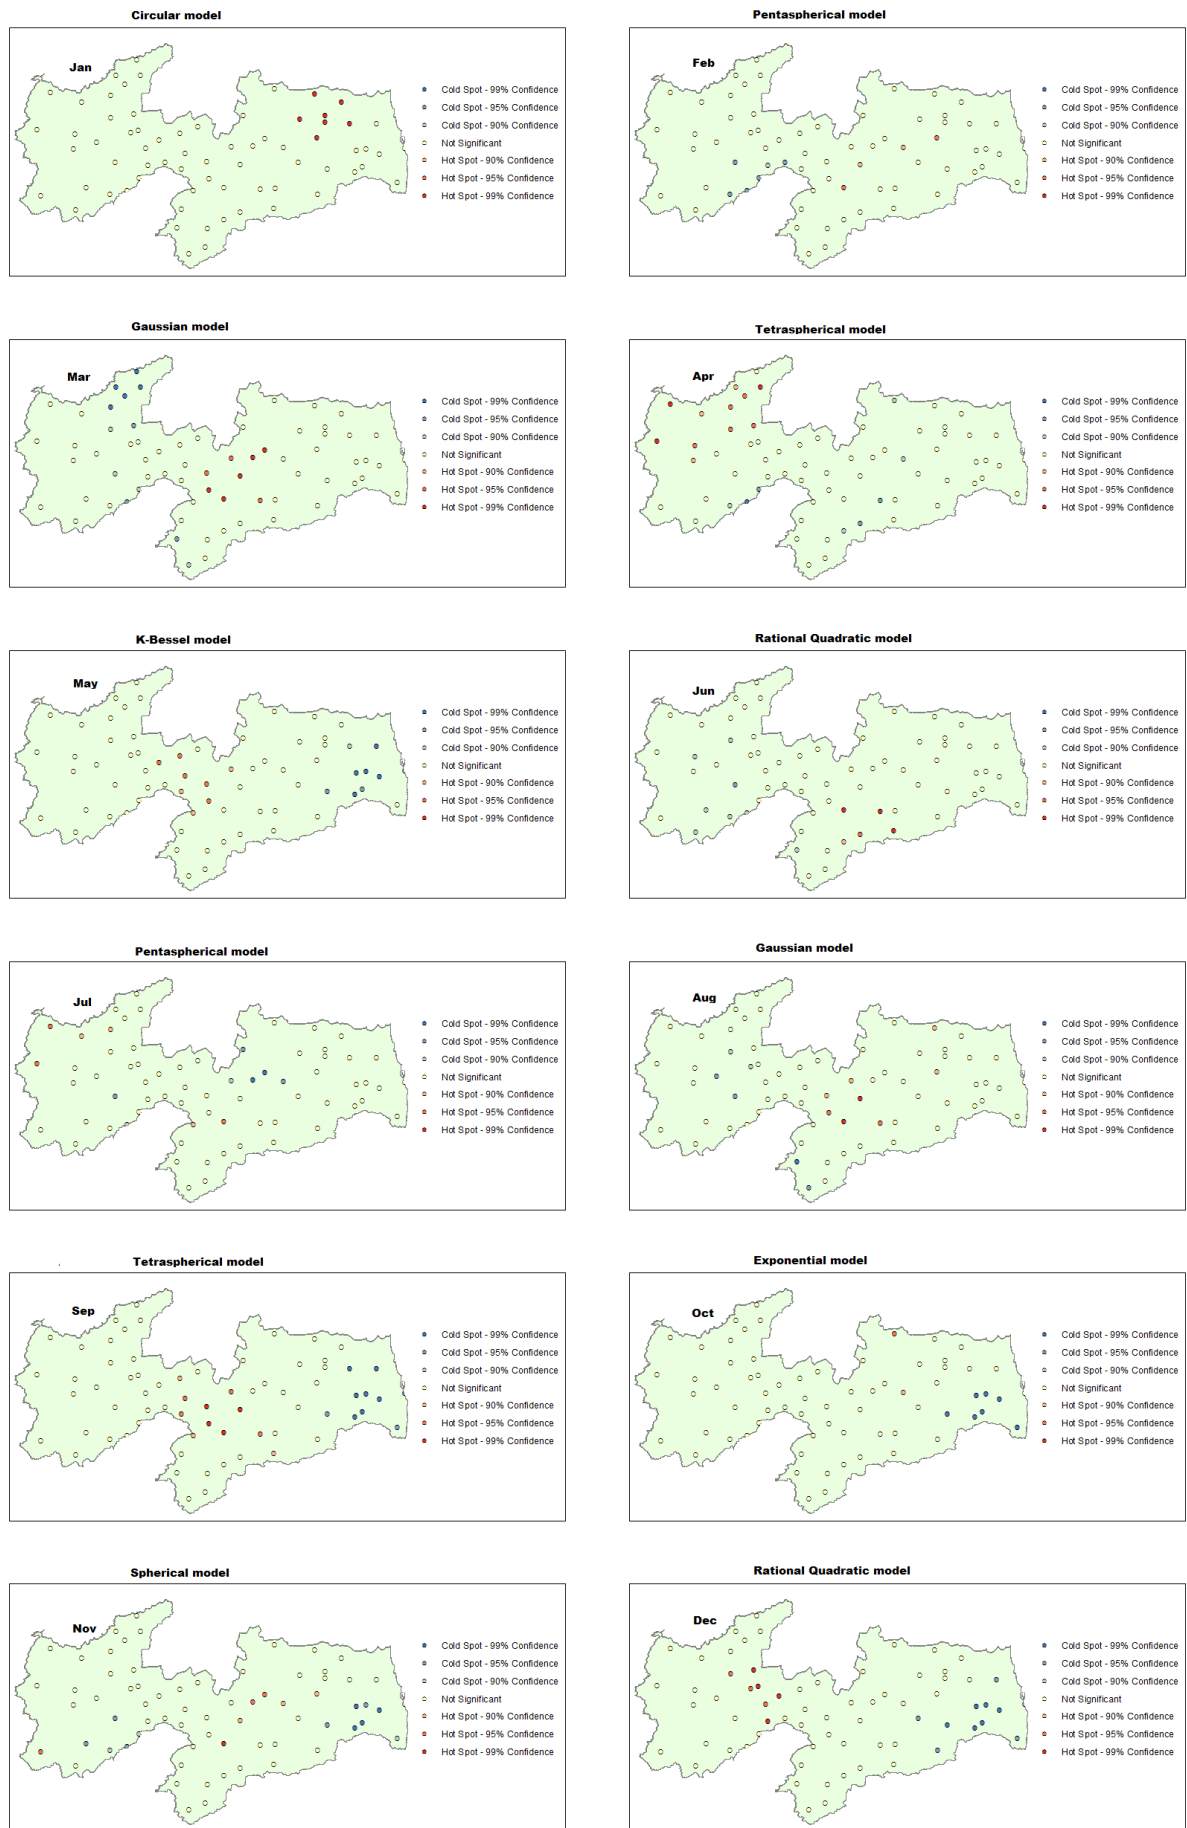 Circular model
Jan
Cold Spot - 99% Confidence
Cold Spot - 95% Confidence
Cold Spot - 90% Confidence
Not Significant
Hot Spot - 90% Confidence
Hot Spot - 95% Confidence
Hot Spot - 99% Confidence
Pentaspherical model
Feb
Cold Spot - 99% Confidence
Cold Spot - 95% Confidence
Cold Spot - 90% Confidence
Not Significant
Hot Spot - 90% Confidence
Hot Spot - 95% Confidence
Hot Spot - 99% Confidence
Gaussian model
Mar
Cold Spot - 99% Confidence
Cold Spot - 95% Confidence
Cold Spot - 90% Confidence
Not Significant
Hot Spot - 90% Confidence
Hot Spot - 95% Confidence
Hot Spot - 99% Confidence
Tetraspherical model
Apr
Cold Spot - 99% Confidence
Cold Spot - 95% Confidence
Cold Spot - 90% Confidence
Not Significant
Hot Spot - 90% Confidence
Hot Spot - 95% Confidence
Hot Spot - 99% Confidence
K-Bessel model
May
Cold Spot - 99% Confidence
Cold Spot - 95% Confidence
Cold Spot - 90% Confidence
Not Significant
Hot Spot - 90% Confidence
Hot Spot - 95% Confidence
Hot Spot - 99% Confidence
Rational Quadratic model
Jun
Cold Spot - 99% Confidence
Cold Spot - 95% Confidence
Cold Spot - 90% Confidence
Not Significant
Hot Spot - 90% Confidence
Hot Spot - 95% Confidence
Hot Spot - 99% Confidence
Pentaspherical model
Jul
Cold Spot - 99% Confidence
Cold Spot - 95% Confidence
Cold Spot - 90% Confidence
Not Significant
Hot Spot - 90% Confidence
Hot Spot - 95% Confidence
Hot Spot - 99% Confidence
Gaussian model
Aug
Cold Spot - 99% Confidence
Cold Spot - 95% Confidence
Cold Spot - 90% Confidence
Not Significant
Hot Spot - 90% Confidence
Hot Spot - 95% Confidence
Hot Spot - 99% Confidence
Tetraspherical model
Sep
Cold Spot - 99% Confidence
Cold Spot - 95% Confidence
Cold Spot - 90% Confidence
Not Significant
Hot Spot - 90% Confidence
Hot Spot - 95% Confidence
Hot Spot - 99% Confidence
Exponential model
Oct
Cold Spot - 99% Confidence
Cold Spot - 95% Confidence
Cold Spot - 90% Confidence
Not Significant
Hot Spot - 90% Confidence
Hot Spot - 95% Confidence
Hot Spot - 99% Confidence
Spherical model
Nov
Cold Spot - 99% Confidence
Cold Spot - 95% Confidence
Cold Spot - 90% Confidence
Not Significant
Hot Spot - 90% Confidence
Hot Spot - 95% Confidence
Hot Spot - 99% Confidence
Rational Quadratic model
Dec
Cold Spot - 99% Confidence
Cold Spot - 95% Confidence
Cold Spot - 90% Confidence
Not Significant
Hot Spot - 90% Confidence
Hot Spot - 95% Confidence
Hot Spot - 99% Confidence